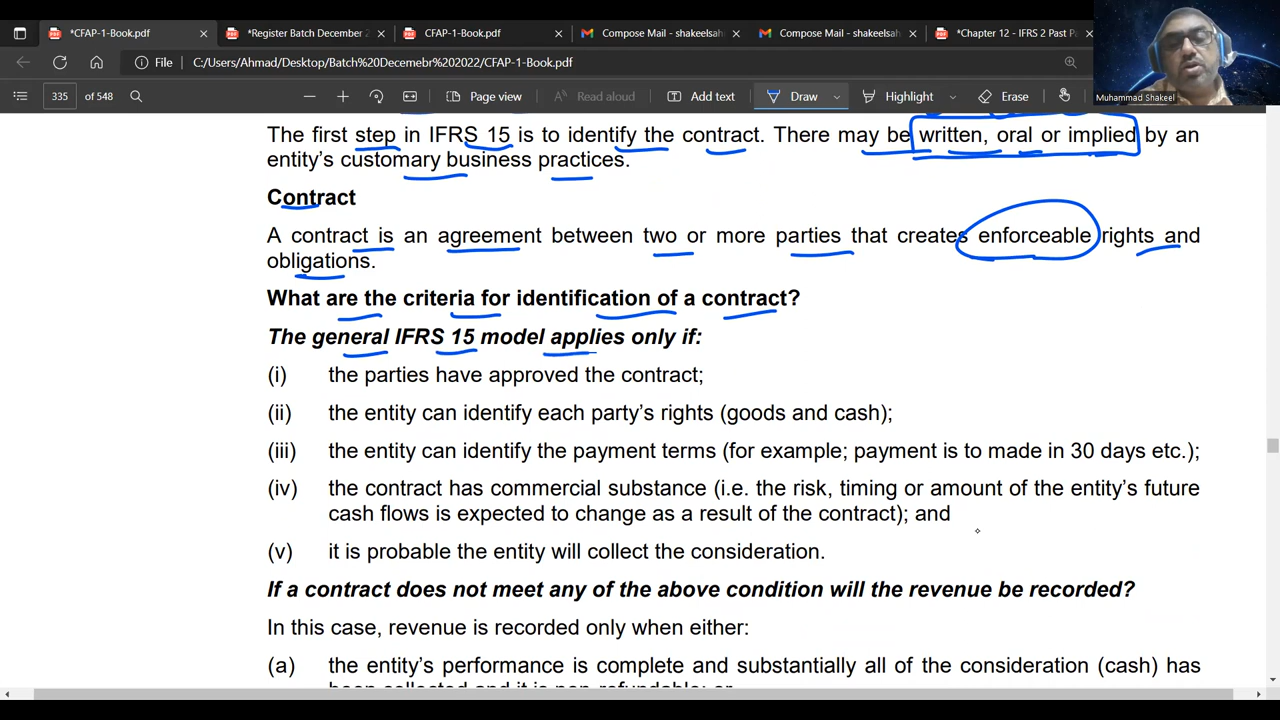 *CFAP-1-Book.pdf
*Register Batch December 2
CFAP-1-Book.pdf
Compose Mail - shakeelsah
Compose Mail - shakeelsah
*Chapter 12 - IFRS 2 Past Pa
File
C:/Users/Ahmad/Desktop/Batch%20Decemebr%202022/CFAP-1-Book.pdf
335 of 548
Page view
Read aloud
Add text
Draw
Highlight
Erase
Muhammad Shakeel
The first step in IFRS 15 is to identify the contract. There may be written, oral or implied by an
entity's customary business practices.
Contract
A contract is an agreement between two or more parties that creates enforceable rights and
obligations.
What are the criteria for identification of a contract?
The general IFRS 15 model applies only if:
(i) the parties have approved the contract;
(ii) the entity can identify each party's rights (goods and cash);
(iii) the entity can identify the payment terms (for example; payment is to made in 30 days etc.);
(iv) the contract has commercial substance (i.e. the risk, timing or amount of the entity's future
cash flows is expected to change as a result of the contract); and
(v) it is probable the entity will collect the consideration.
If a contract does not meet any of the above condition will the revenue be recorded?
In this case, revenue is recorded only when either:
(a) the entity's performance is complete and substantially all of the consideration (cash) has
been collected and it is non-refundable; or